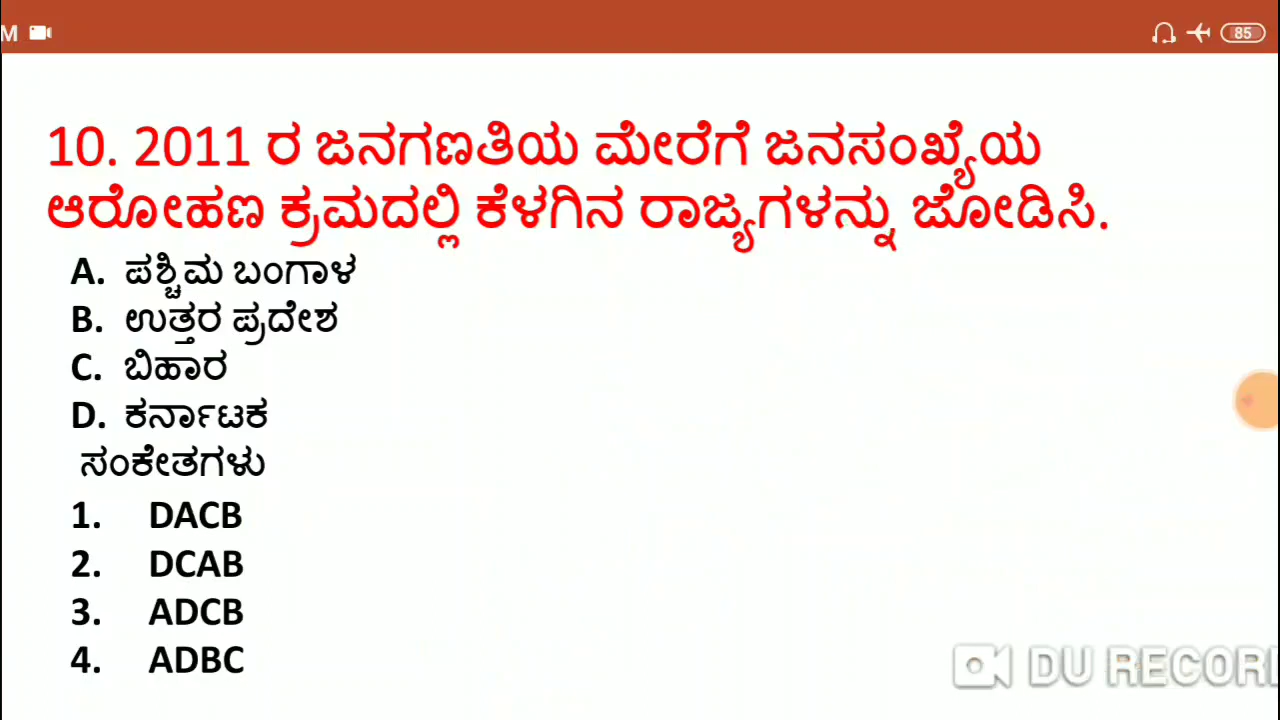 M
85
10. 2011 ರ ಜನಗಣತಿಯ ಮೇರೆಗೆ ಜನಸಂಖ್ಯೆಯ
ಆರೋಹಣ ಕ್ರಮದಲ್ಲಿ ಕೆಳಗಿನ ರಾಜ್ಯಗಳನ್ನು ಜೋಡಿಸಿ.
A. ಪಶ್ಚಿಮ ಬಂಗಾಳ
B. ಉತ್ತರ ಪ್ರದೇಶ
C. ಬಿಹಾರ
D. ಕರ್ನಾಟಕ
ಸಂಕೇತಗಳು
1. DACB
2. DCAB
3. ADCB
4. ADBC
DU RECOR